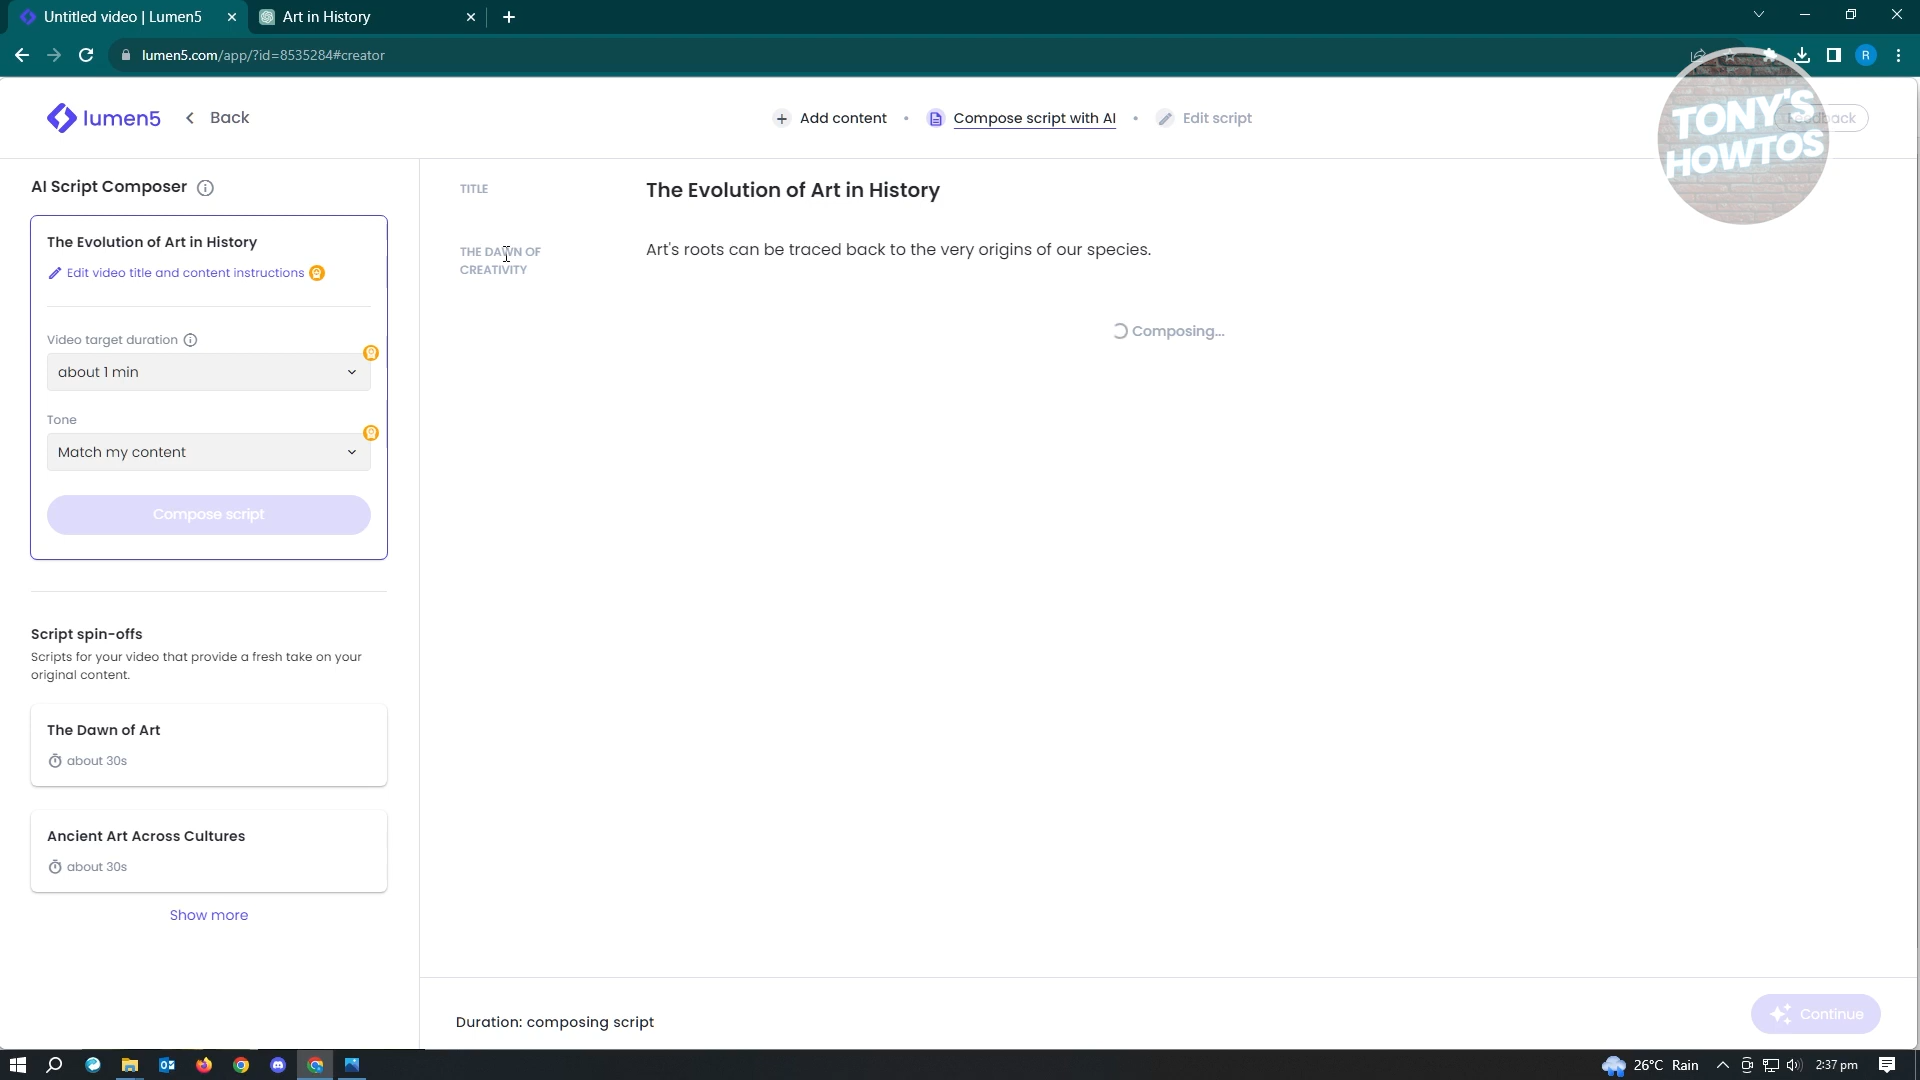 Untitled video | Lumen5
Art in History
lumen5.com/app/?id=8535284#creator
R
lumen5
Back
Add content
Compose script with AI
Edit script
Feedback
TONY'S
HOWTOS
AI Script Composer
The Evolution of Art in History
Edit video title and content instructions
Video target duration
about 1 min
Tone
Match my content
Compose script
Script spin-offs
Scripts for your video that provide a fresh take on your
original content.
The Dawn of Art
about 30s
Ancient Art Across Cultures
about 30s
Show more
TITLE
The Evolution of Art in History
THE DAWN OF
CREATIVITY
Art's roots can be traced back to the very origins of our species.
Composing...
Duration: composing script
Continue
26°C Rain
2:37 pm